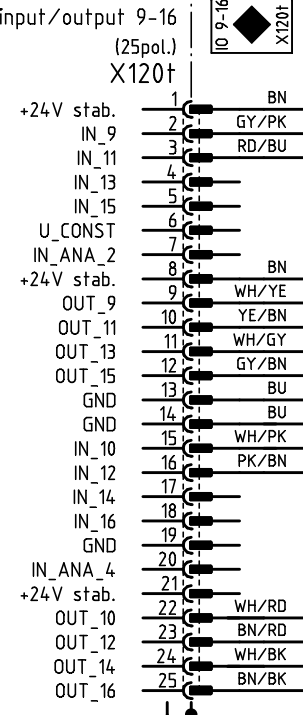 input/output 9-16
(25pol.)
X120t
IO 9-16
X120t
+24V stab. 1 BN
IN_9 2 GY/PK
IN_11 3 RD/BU
IN_13 4
IN_15 5
U_CONST 6
IN_ANA_2 7
+24V stab. 8 BN
OUT_9 9 WH/YE
OUT_11 10 YE/BN
OUT_13 11 WH/GY
OUT_15 12 GY/BN
GND 13 BU
GND 14 BU
IN_10 15 WH/PK
IN_12 16 PK/BN
IN_14 17
IN_16 18
GND 19
IN_ANA_4 20
+24V stab. 21
OUT_10 22 WH/RD
OUT_12 23 BN/RD
OUT_14 24 WH/BK
OUT_16 25 BN/BK